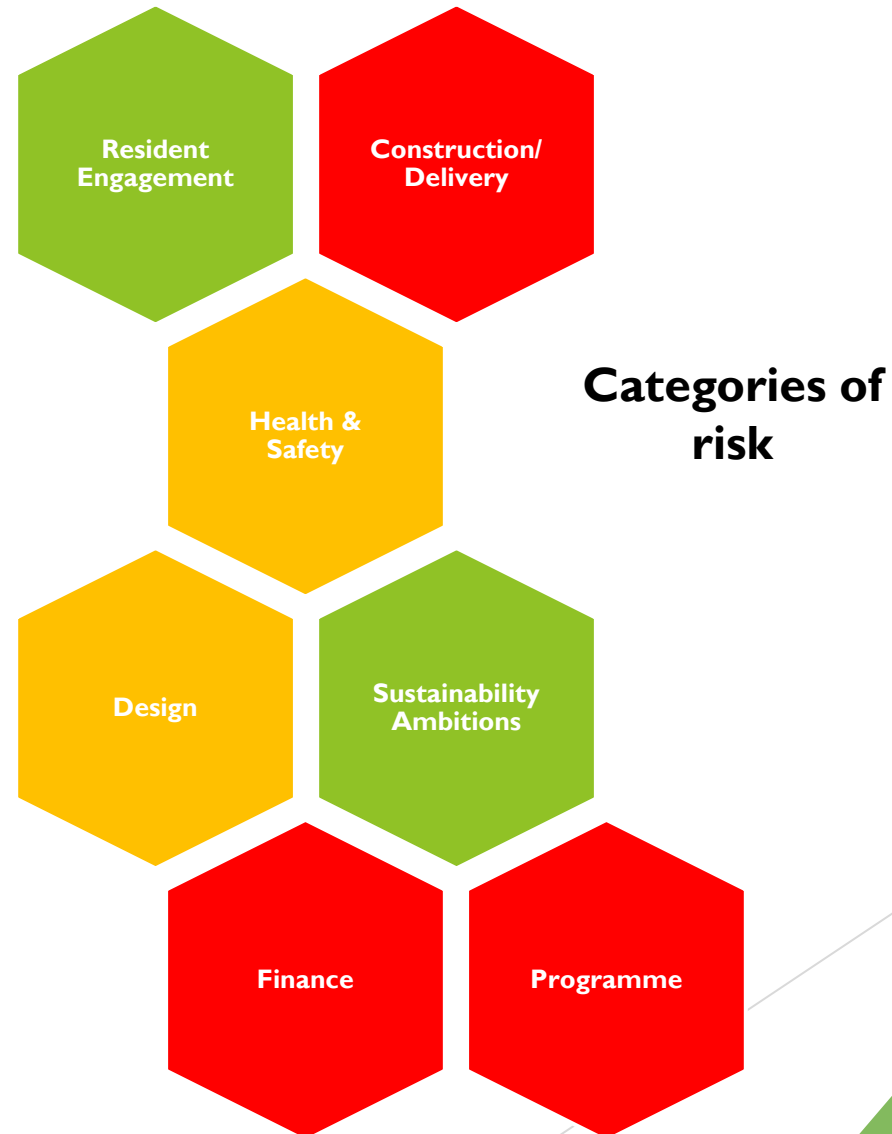 Resident
Engagement
Construction/
Delivery
Health &
Safety
Categories of
risk
Design
Sustainability
Ambitions
Finance
Programme